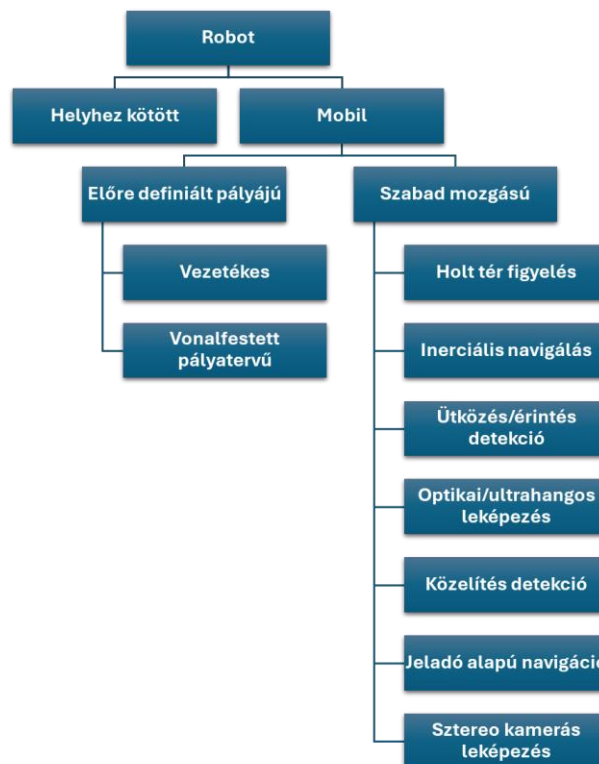 Robot
Helyhez kötött
Mobil
Előre definiált pályájú
Szabad mozgású
Vezetékes
Vonalfestett
pályatervű
Holt tér figyelés
Inerciális navigálás
Ütközés/érintés
detekció
Optikai/ultrahangos
leképezés
Közelítés detekció
Jeladó alapú navigáció
Sztereo kamerás
leképezés